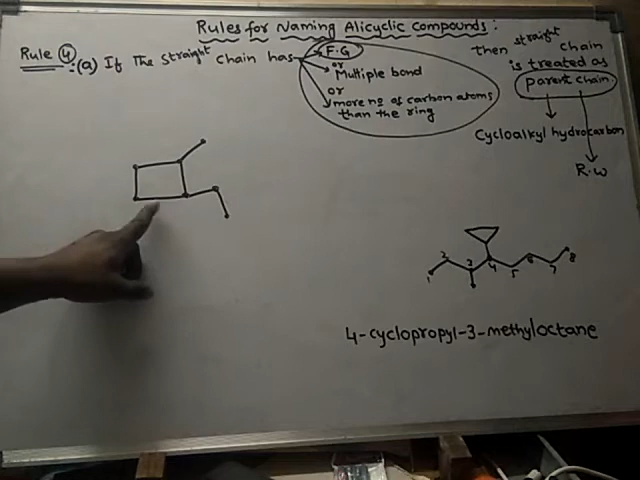 Rules for Naming Alicyclic Compounds:
Rule 4 :(a) If The straight chain has F.G
or
Multiple bond
or
more no of carbon atoms
than the ring
then straight chain
is treated as
parent chain
Cycloalkyl hydrocarbon
R.W
1 2 3 4 5 6 7 8
4-cyclopropyl-3-methyloctane